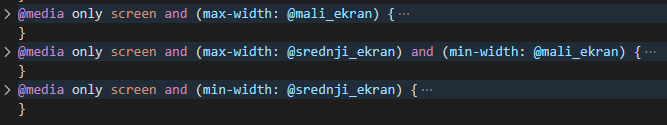 @media only screen and (max-width: @mali_ekran) {···
}
@media only screen and (max-width: @srednji_ekran) and (min-width: @mali_ekran) {···
}
@media only screen and (min-width: @srednji_ekran) {···
}